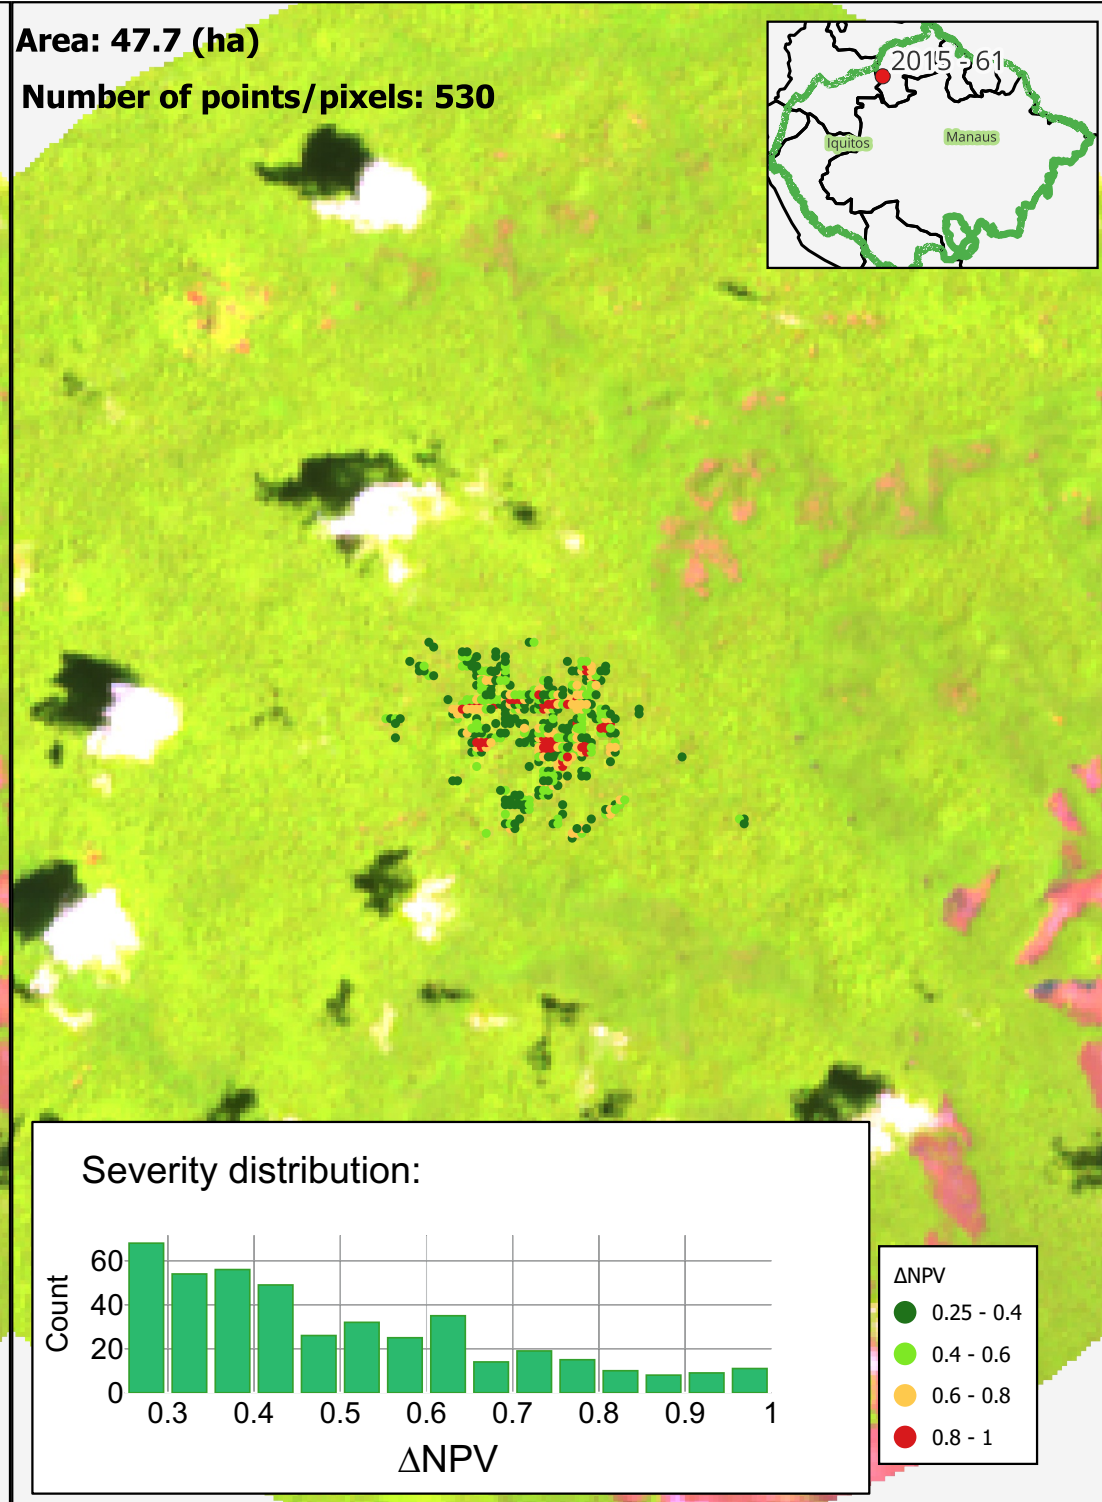 Area: 47.7 (ha)
Number of points/pixels: 530
2015 - 61
Iquitos
Manaus
Severity distribution:
Count
60
40
20
0
0.3 0.4 0.5 0.6 0.7 0.8 0.9 1
ΔNPV
ΔNPV
0.25 - 0.4
0.4 - 0.6
0.6 - 0.8
0.8 - 1